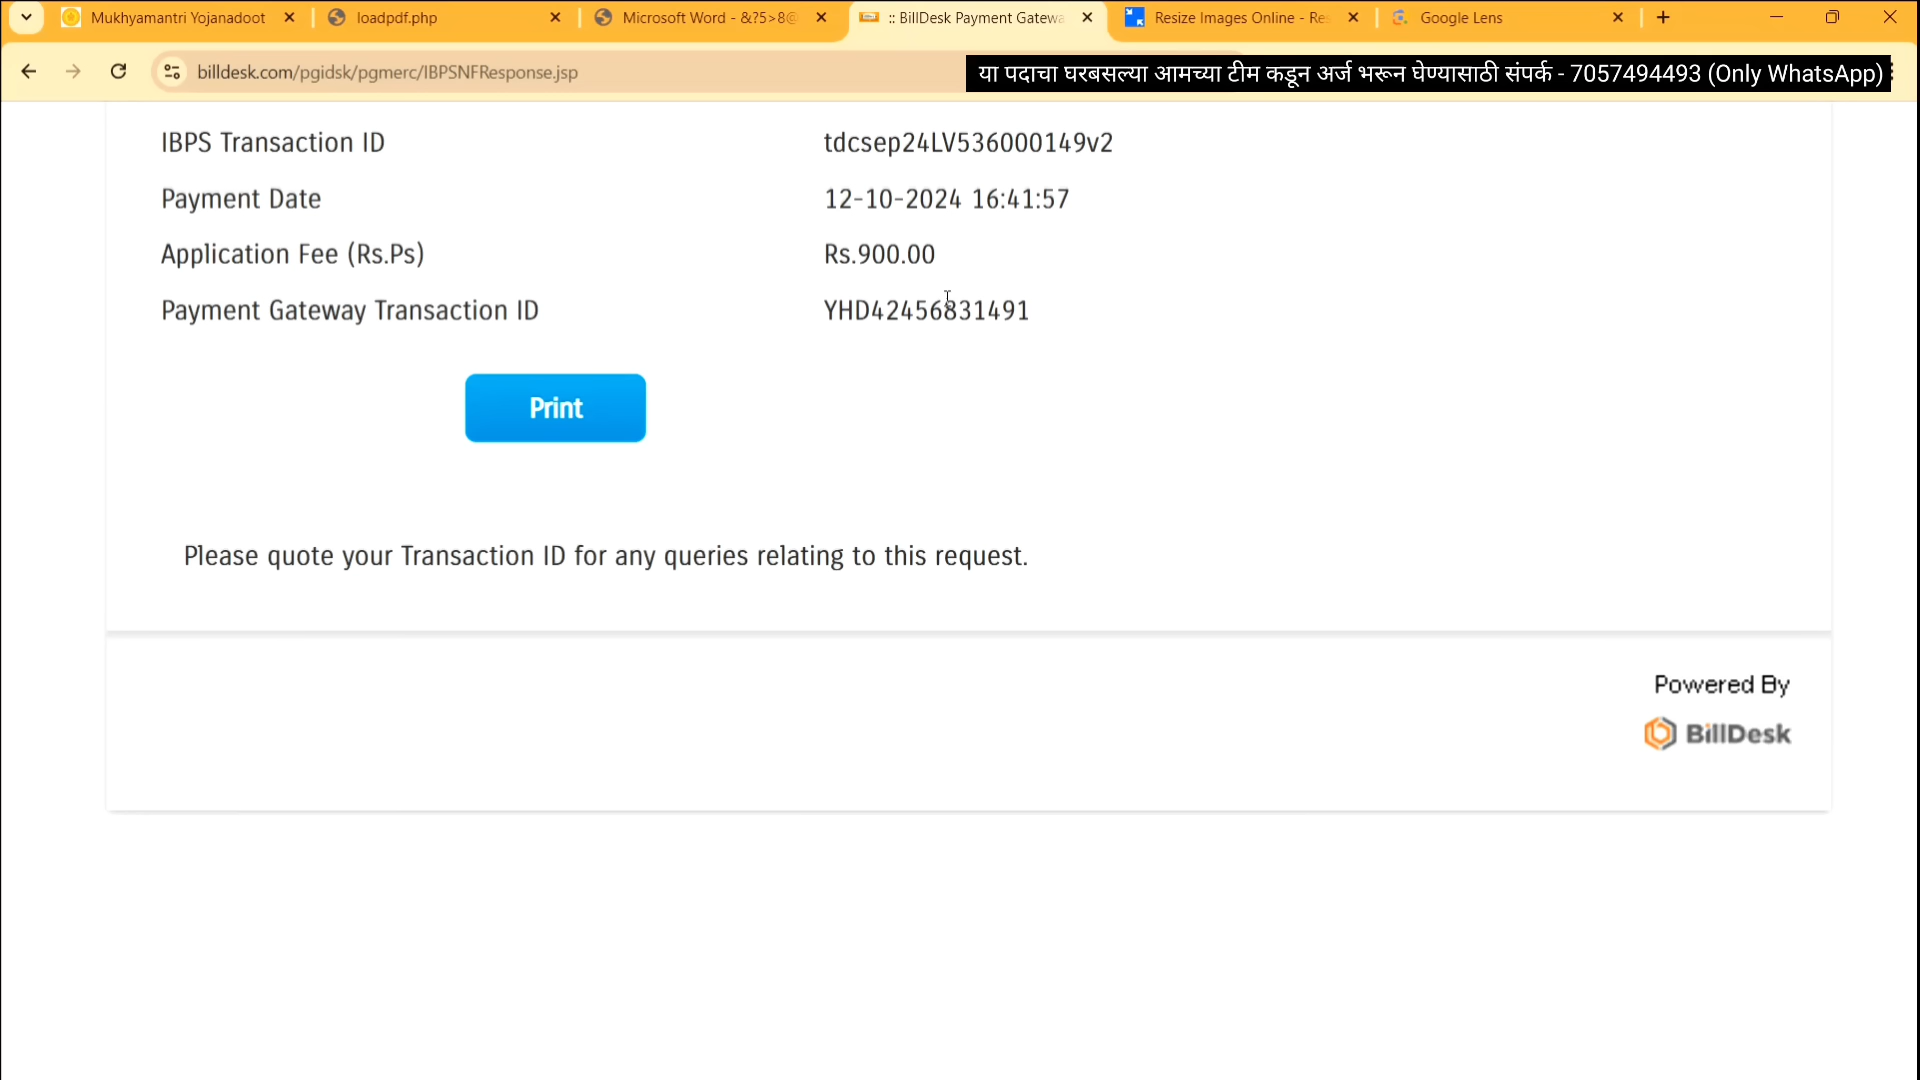 Mukhyamantri Yojanadoot
loadpdf.php
Microsoft Word - &?5>8@
:: BillDesk Payment Gatewa
Resize Images Online - Re
Google Lens
billdesk.com/pgidsk/pgmerc/IBPSNFResponse.jsp
या पदाचा घरबसल्या आमच्या टीम कडून अर्ज भरून घेण्यासाठी संपर्क - 7057494493 (Only WhatsApp)
IBPS Transaction ID tdcsep24LV536000149v2
Payment Date 12-10-2024 16:41:57
Application Fee (Rs.Ps) Rs.900.00
Payment Gateway Transaction ID YHD42456831491
Print
Please quote your Transaction ID for any queries relating to this request.
Powered By
BillDesk